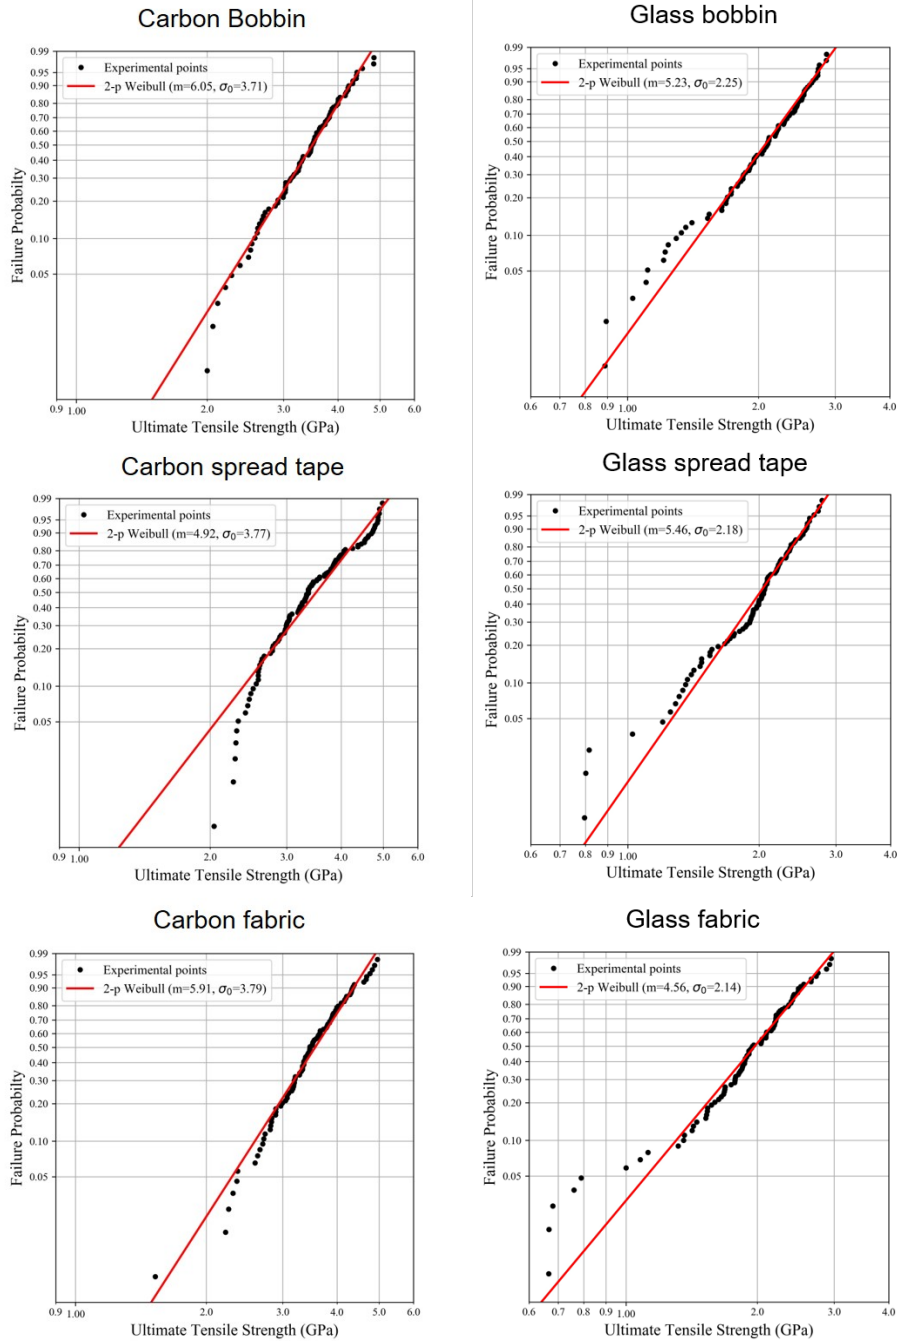 Carbon Bobbin
0.99
0.95
0.90
0.80
0.70
0.60
0.50
0.40
0.30
0.20
0.10
0.05
Failure Probabilty
Experimental points
2-p Weibull (m=6.05, σ0=3.71)
0.9 1.00 2.0 3.0 4.0 5.0 6.0
Ultimate Tensile Strength (GPa)
Glass bobbin
0.99
0.95
0.90
0.80
0.70
0.60
0.50
0.40
0.30
0.20
0.10
0.05
Failure Probabilty
Experimental points
2-p Weibull (m=5.23, σ0=2.25)
0.6 0.7 0.8 0.9 1.00 2.0 3.0 4.0
Ultimate Tensile Strength (GPa)
Carbon spread tape
0.99
0.95
0.90
0.80
0.70
0.60
0.50
0.40
0.30
0.20
0.10
0.05
Failure Probabilty
Experimental points
2-p Weibull (m=4.92, σ0=3.77)
0.9 1.00 2.0 3.0 4.0 5.0 6.0
Ultimate Tensile Strength (GPa)
Glass spread tape
0.99
0.95
0.90
0.80
0.70
0.60
0.50
0.40
0.30
0.20
0.10
0.05
Failure Probabilty
Experimental points
2-p Weibull (m=5.46, σ0=2.18)
0.6 0.7 0.8 0.9 1.00 2.0 3.0 4.0
Ultimate Tensile Strength (GPa)
Carbon fabric
0.99
0.95
0.90
0.80
0.70
0.60
0.50
0.40
0.30
0.20
0.10
0.05
Failure Probabilty
Experimental points
2-p Weibull (m=5.91, σ0=3.79)
0.9 1.00 2.0 3.0 4.0 5.0 6.0
Ultimate Tensile Strength (GPa)
Glass fabric
0.99
0.95
0.90
0.80
0.70
0.60
0.50
0.40
0.30
0.20
0.10
0.05
Failure Probabilty
Experimental points
2-p Weibull (m=4.56, σ0=2.14)
0.6 0.7 0.8 0.9 1.00 2.0 3.0 4.0
Ultimate Tensile Strength (GPa)